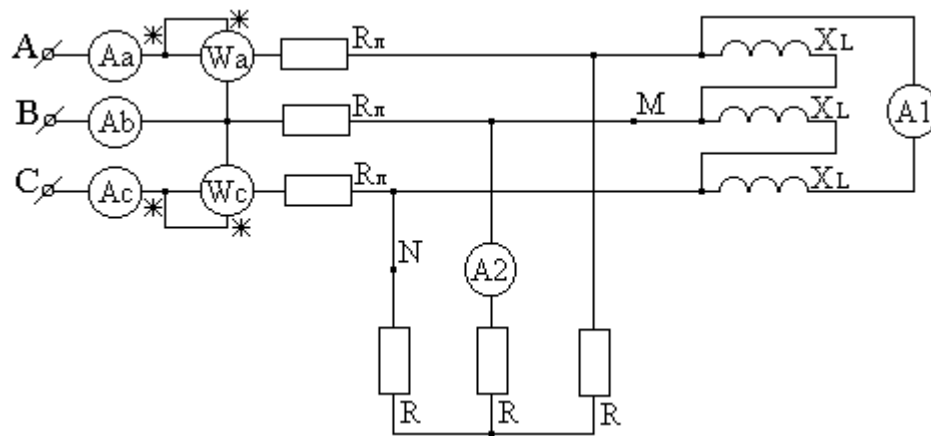 A Aa * * Wa Rл XL
B Ab Rл M XL A1
C Ac * Wc * Rл XL
N A2
R R R